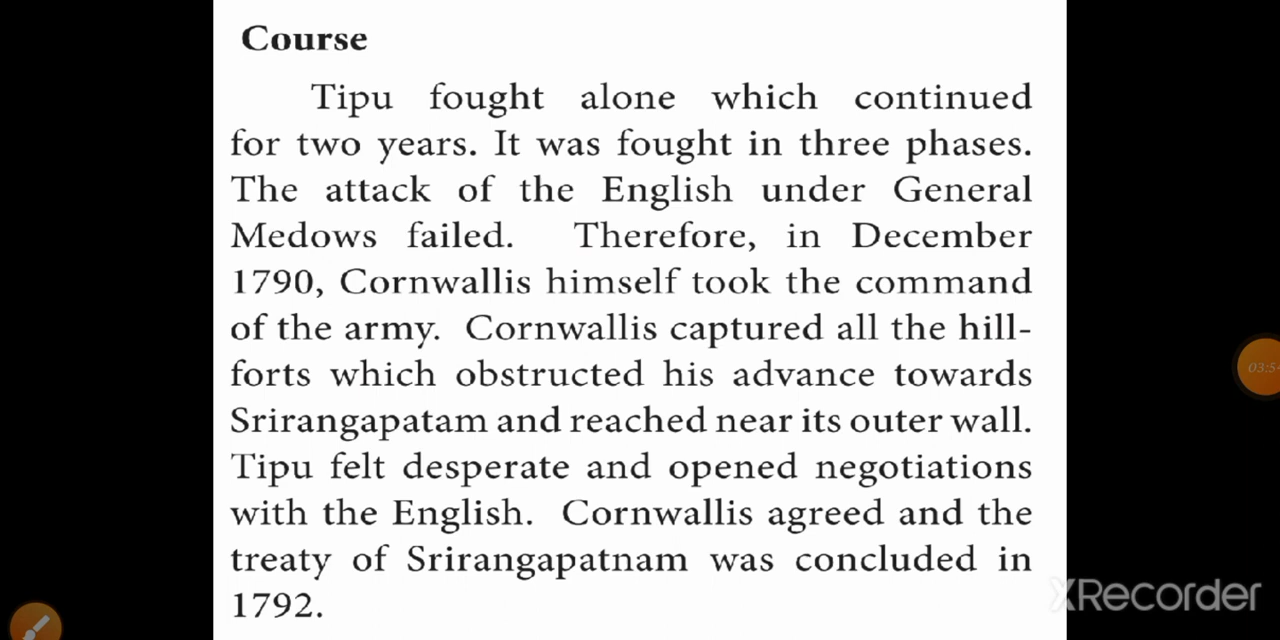 Course
Tipu fought alone which continued
for two years. It was fought in three phases.
The attack of the English under General
Medows failed. Therefore, in December
1790, Cornwallis himself took the command
of the army. Cornwallis captured all the hill-
forts which obstructed his advance towards
Srirangapatam and reached near its outer wall.
Tipu felt desperate and opened negotiations
with the English. Cornwallis agreed and the
treaty of Srirangapatnam was concluded in
1792.
XRecorder